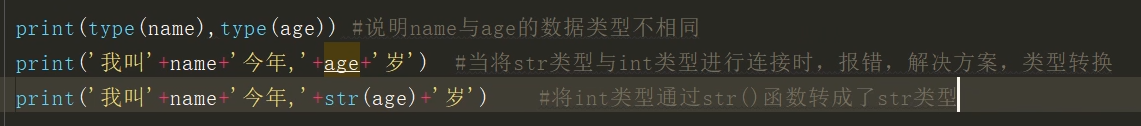 print(type(name),type(age)) #说明name与age的数据类型不相同
print('我叫'+name+'今年,'+age+'岁') #当将str类型与int类型进行连接时，报错，解决方案，类型转换
print('我叫'+name+'今年,'+str(age)+'岁') #将int类型通过str()函数转成了str类型